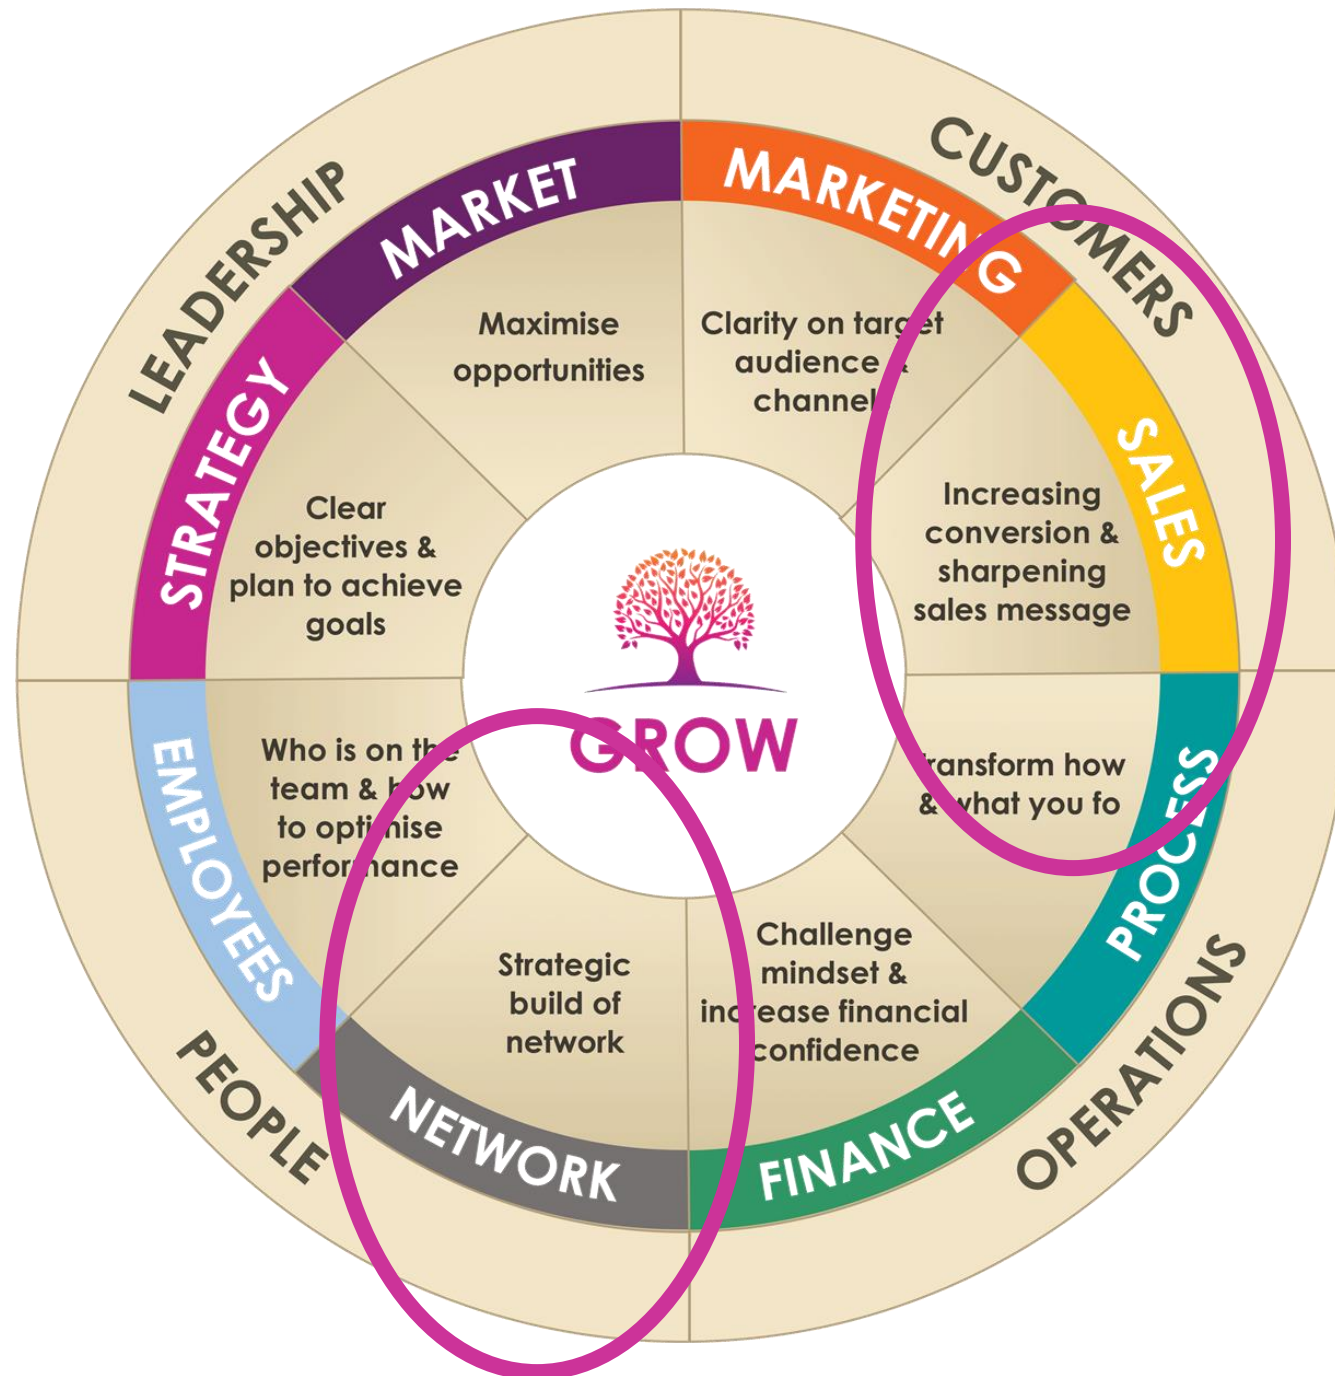 LEADERSHIP
CUSTOMERS
MARKET
MARKETING
STRATEGY
SALES
Maximise
opportunities
Clarity on target
audience &
channels
Clear
objectives &
plan to achieve
goals
Increasing
conversion &
sharpening
sales message
GROW
EMPLOYEES
Who is on the
team & how
to optimise
performance
Transform how
& what you fo
PROCESS
Strategic
build of
network
Challenge
mindset &
increase financial
confidence
NETWORK
FINANCE
PEOPLE
OPERATIONS